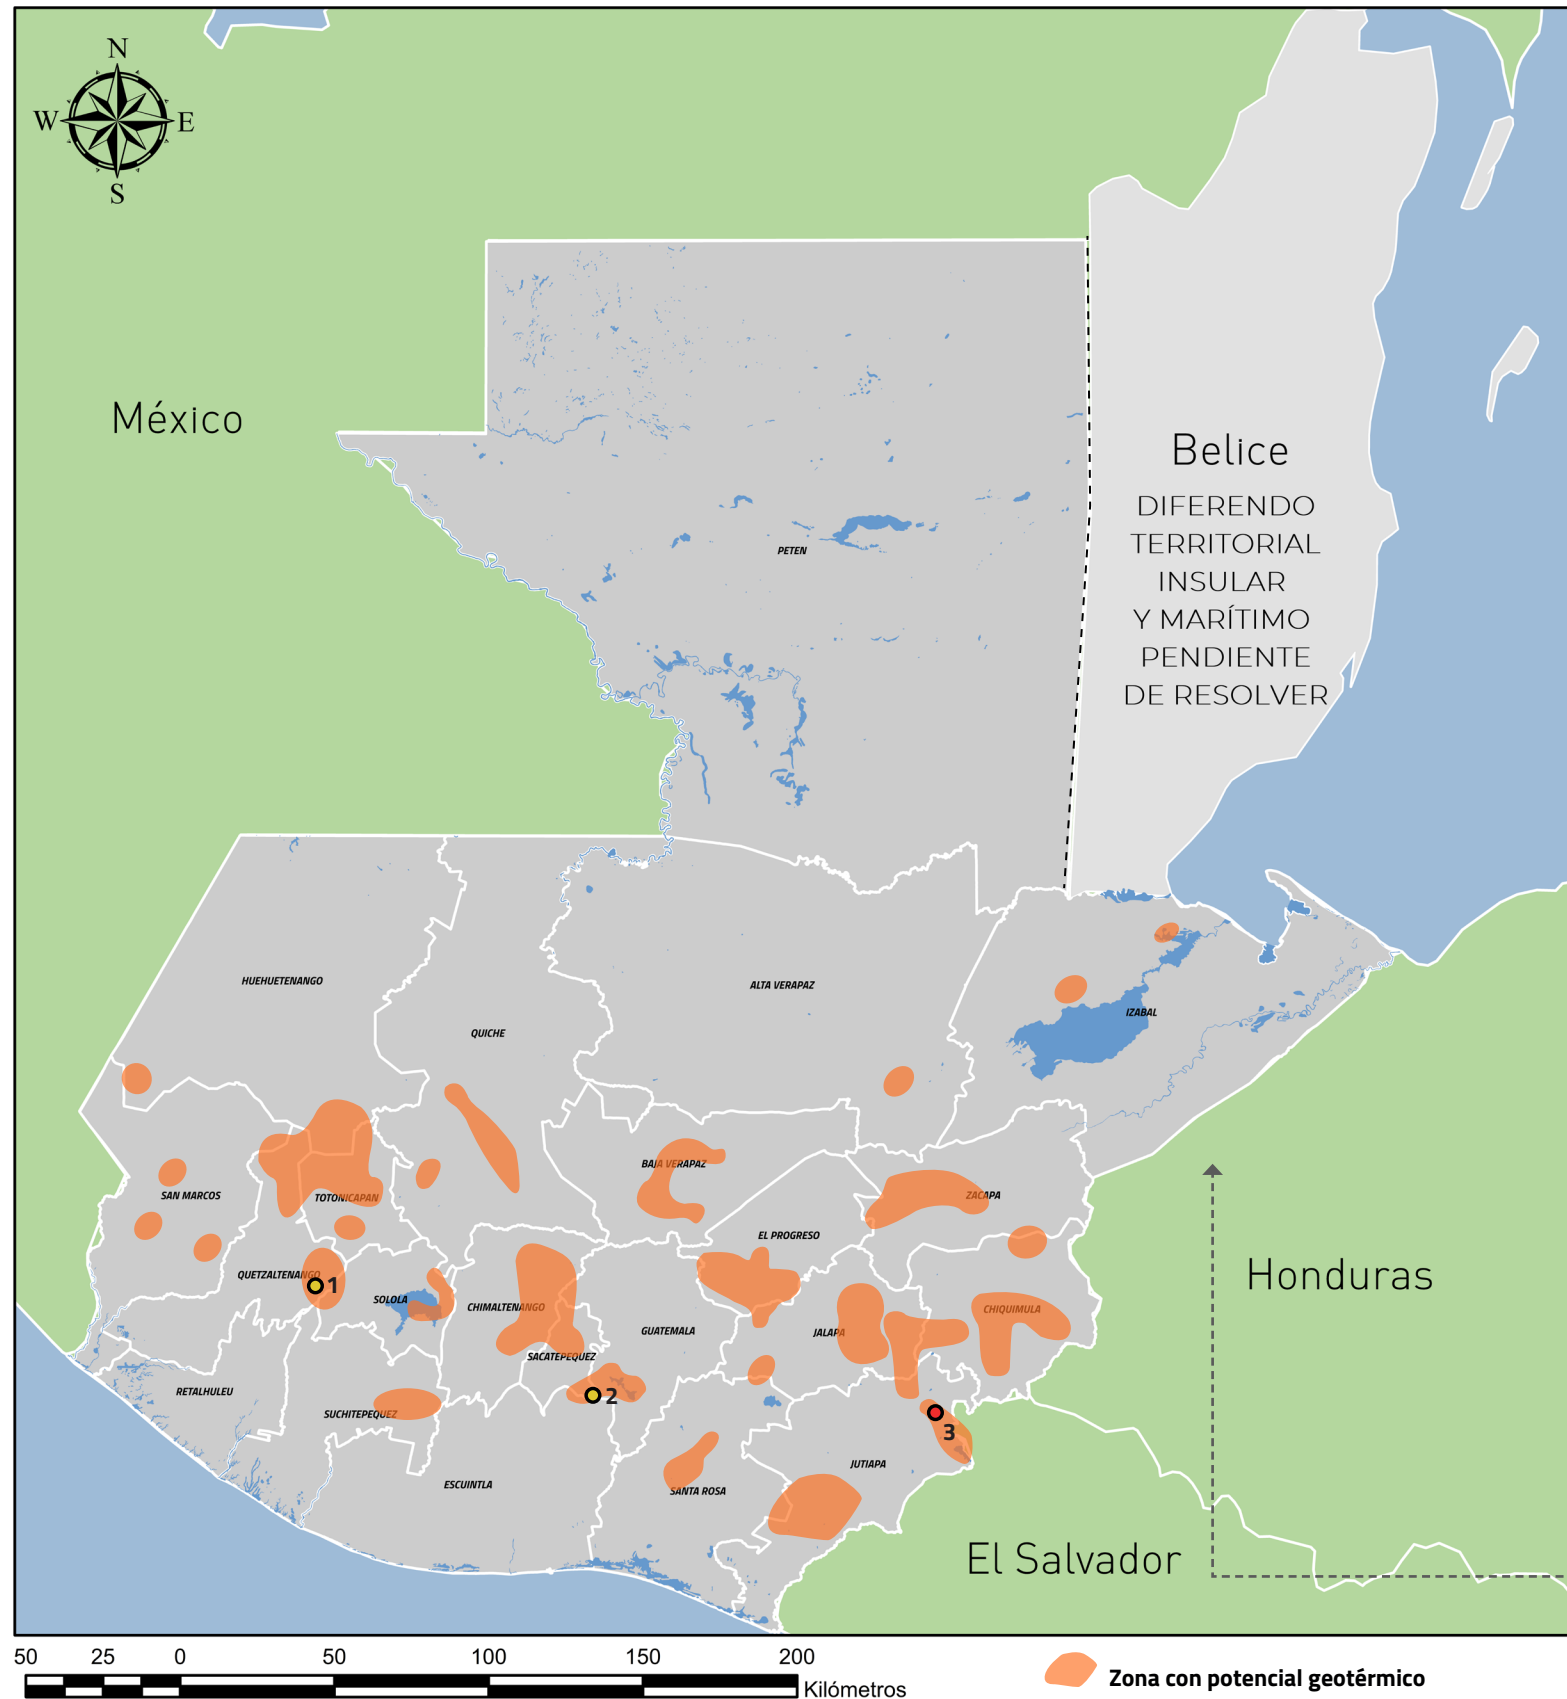 N
W
E
S
México
Belice
DIFERENDO
TERRITORIAL
INSULAR
Y MARÍTIMO
PENDIENTE
DE RESOLVER
PETEN
HUEHUETENANGO
ALTA VERAPAZ
IZABAL
QUICHE
BAJA VERAPAZ
SAN MARCOS
TOTONICAPAN
ZACAPA
EL PROGRESO
QUETZALTENANGO
1
Honduras
SOLOLA
CHIMALTENANGO
CHIQUIMULA
GUATEMALA
JALAPA
SACATEPEQUEZ
RETALHULEU
2
SUCHITEPEQUEZ
3
JUTIAPA
ESCUINTLA
SANTA ROSA
El Salvador
50 25 0 50 100 150 200
Kilómetros
Zona con potencial geotérmico